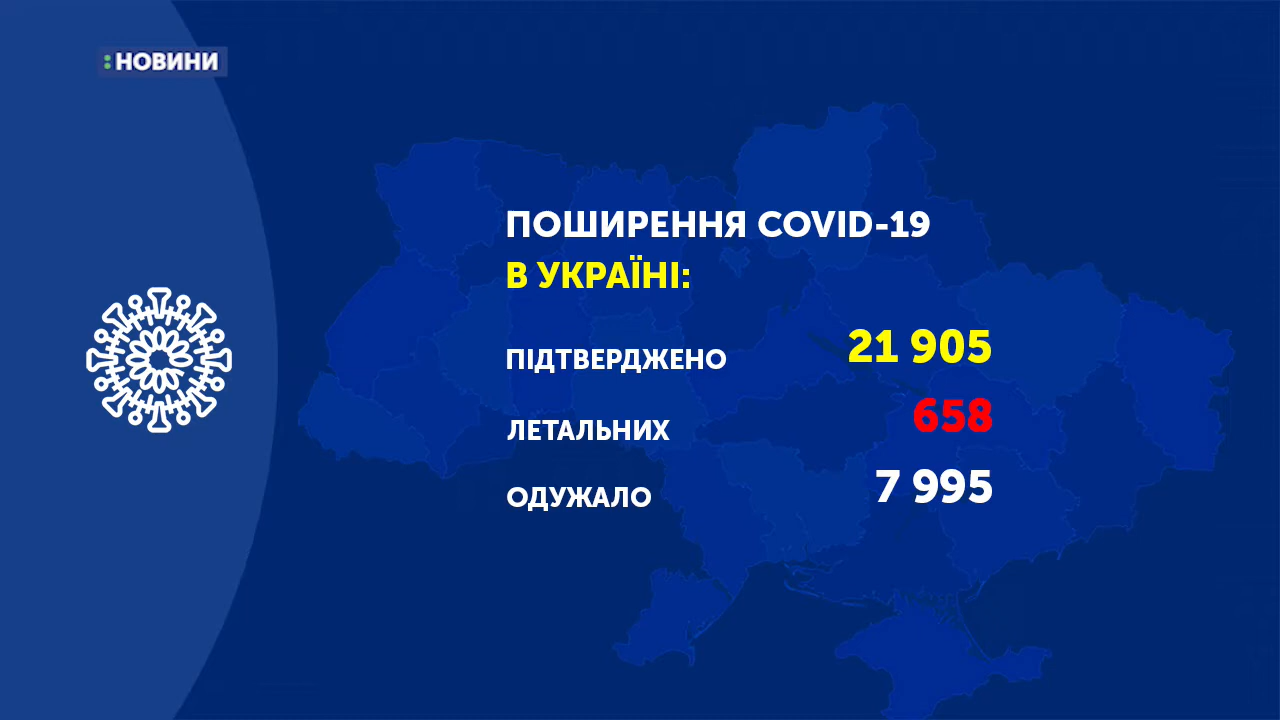 :НОВИНИ
ПОШИРЕННЯ COVID-19
В УКРАЇНІ:
ПІДТВЕРДЖЕНО 21 905
ЛЕТАЛЬНИХ 658
ОДУЖАЛО 7 995